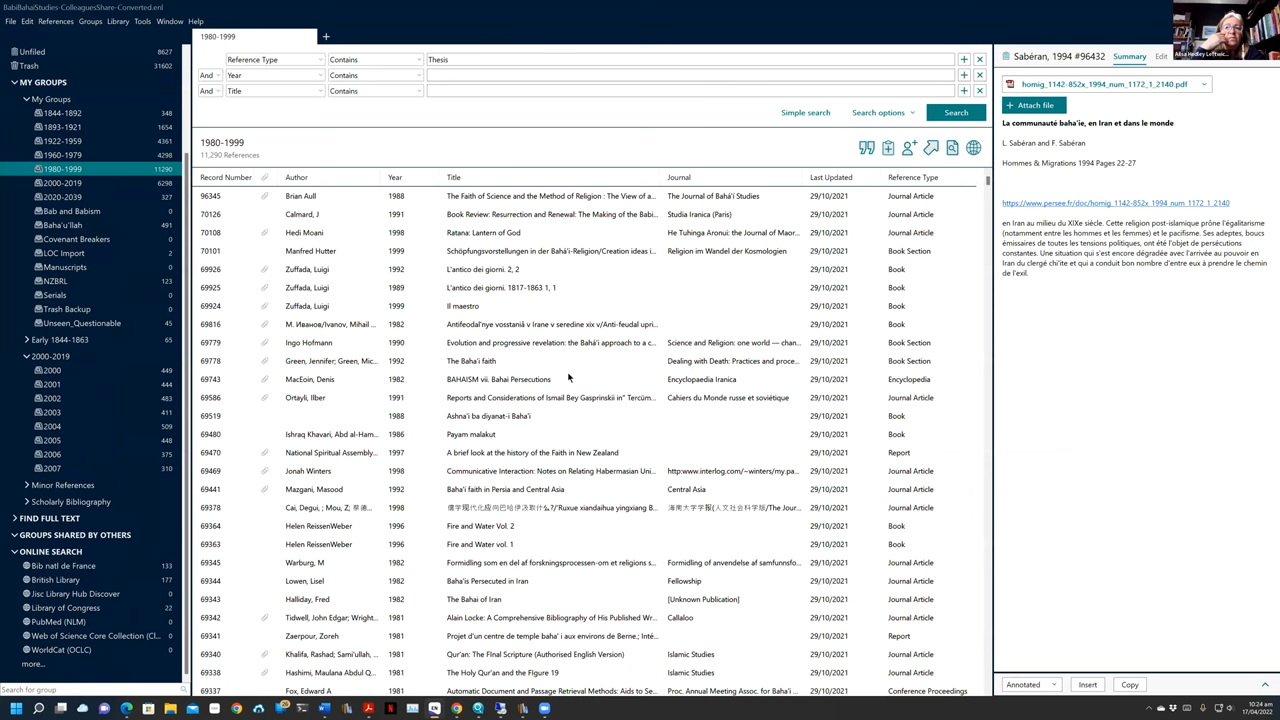 BabiBahaiStudies-ColleaguesShare-Converted.enl
File Edit References Groups Library Tools Window Help
Unfiled 8627
Trash 31602
MY GROUPS
My Groups
1844-1892 348
1893-1921 1654
1922-1959 4361
1960-1979 4298
1980-1999 11290
2000-2019 6298
2020-2039 327
Bab and Babism 0
Baha'u'llah 491
Covenant Breakers 0
LOC Import 2
Manuscripts 0
NZBRL 123
Serials 0
Trash Backup 0
Unseen_Questionable 45
Early 1844-1863 65
2000-2019
2000 449
2001 444
2002 483
2003 411
2004 509
2005 448
2006 375
2007 310
Minor References
Scholarly Bibliography
FIND FULL TEXT
GROUPS SHARED BY OTHERS
ONLINE SEARCH
Bib natl de France 133
British Library 177
Jisc Library Hub Discover 0
Library of Congress 22
PubMed (NLM) 0
Web of Science Core Collection (Cl... 0
WorldCat (OCLC) 0
more...
Search for group
1980-1999 +
Reference Type Contains Thesis
And Year Contains
And Title Contains
Simple search Search options Search
1980-1999
11,290 References
Record Number Author Year Title Journal Last Updated Reference Type
96345 Brian Aull 1988 The Faith of Science and the Method of Religion : The View of a... The Journal of Bahá'í Studies 29/10/2021 Journal Article
70126 Calmard, J 1991 Book Review: Resurrection and Renewal: The Making of the Babi... Studia Iranica (Paris) 29/10/2021 Journal Article
70108 Hedi Moani 1998 Ratana: Lantern of God He Tuhinga Aronui: the Journal of Maor... 29/10/2021 Journal Article
70101 Manfred Hutter 1999 Schöpfungsvorstellungen in der Bahá'í-Religion/Creation ideas i... Religion im Wandel der Kosmologien 29/10/2021 Book Section
69926 Zuffada, Luigi 1992 L'antico dei giorni. 2, 2 29/10/2021 Book
69925 Zuffada, Luigi 1989 L'antico dei giorni. 1817-1863 1, 1 29/10/2021 Book
69924 Zuffada, Luigi 1999 Il maestro 29/10/2021 Book
69816 М. Иванов/Ivanov, Mihail ... 1982 Antifeodal'nye vosstaniâ v Irane v seredine xix v/Anti-feudal upri... 29/10/2021 Book
69779 Ingo Hofmann 1990 Evolution and progressive revelation: the Bahá'í approach to a c... Science and Religion: one world — chan... 29/10/2021 Book Section
69778 Green, Jennifer; Green, Mic... 1992 The Baha'i faith Dealing with Death: Practices and proce... 29/10/2021 Book Section
69743 MacEoin, Denis 1982 BAHAISM vii. Bahai Persecutions Encyclopaedia Iranica 29/10/2021 Encyclopedia
69586 Ortayli, Ilber 1991 Reports and Considerations of Ismail Bey Gasprinskii in" Tercüm... Cahiers du Monde russe et soviétique 29/10/2021 Journal Article
69519 1988 Ashna'i ba diyanat-i Baha'i 29/10/2021 Book
69480 Ishraq Khavari, Abd al-Ham... 1986 Payam malakut 29/10/2021 Book
69470 National Spiritual Assembly... 1997 A brief look at the history of the Faith in New Zealand 29/10/2021 Report
69469 Jonah Winters 1998 Communicative Interaction: Notes on Relating Habermasian Uni... http:www.interlog.com/~winters/my.pa... 29/10/2021 Journal Article
69441 Mazgani, Masood 1992 Baha'i faith in Persia and Central Asia Central Asia 29/10/2021 Journal Article
69378 Cai, Degui, ; Mou, Z; 1998 29/10/2021 Journal Article
69364 Helen ReissenWeber 1996 Fire and Water Vol. 2 29/10/2021 Book
69363 Helen ReissenWeber 1996 Fire and Water vol. 1 29/10/2021 Book
69345 Warburg, M 1982 Formidling som en del af forskningsprocessen-om et religions s... Formidling of anvendelse af samfunnsfo... 29/10/2021 Journal Article
69344 Lowen, Lisel 1982 Baha'is Persecuted in Iran Fellowship 29/10/2021 Journal Article
69343 Halliday, Fred 1982 The Bahai of Iran [Unknown Publication] 29/10/2021 Journal Article
69342 Tidwell, John Edgar; Wright... 1981 Alain Locke: A Comprehensive Bibliography of His Published Wr... Callaloo 29/10/2021 Journal Article
69341 Zaerpour, Zoreh 1981 Projet d'un centre de temple baha' i aux environs de Berne.; Inté... 29/10/2021 Report
69340 Khalifa, Rashad; Sami'ullah, ... 1981 Qur'an: The FInal Scripture (Authorised English Version) Islamic Studies 29/10/2021 Journal Article
69338 Hashimi, Maulana Abdul Q... 1981 The Holy Qur'an and the FIgure 19 Islamic Studies 29/10/2021 Journal Article
69337 Fox, Edward A 1981 Automatic Document and Passage Retrieval Methods: Aids to Se... Proc. Annual Meeting Assoc. for Baha'i ... 29/10/2021 Conference Proceedings
Sabéran, 1994 #96432 Summary Edit
homig_1142-852x_1994_num_1172_1_2140.pdf
+ Attach file
La communauté baha'ie, en Iran et dans le monde
L. Sabéran and F. Sabéran
Hommes & Migrations 1994 Pages 22-27
https://www.persee.fr/doc/homig_1142-852x_1994_num_1172_1_2140
en Iran au milieu du XIXe siécle. Cette religion post-islamique prône l'égalitarisme
(notamment entre les hommes et les femmes) et le pacifisme. Ses adeptes, boucs
émissaires de toutes les tensions politiques, ont été l'objet de persécutions
constantes. Une situation qui s'est encore dégradée avec l'arrivée au pouvoir en
Iran du clergé chi'ite et qui a conduit bon nombre d'entre eux à prendre le chemin
de l'exil.
Annotated Insert Copy
10:24 am
17/04/2022